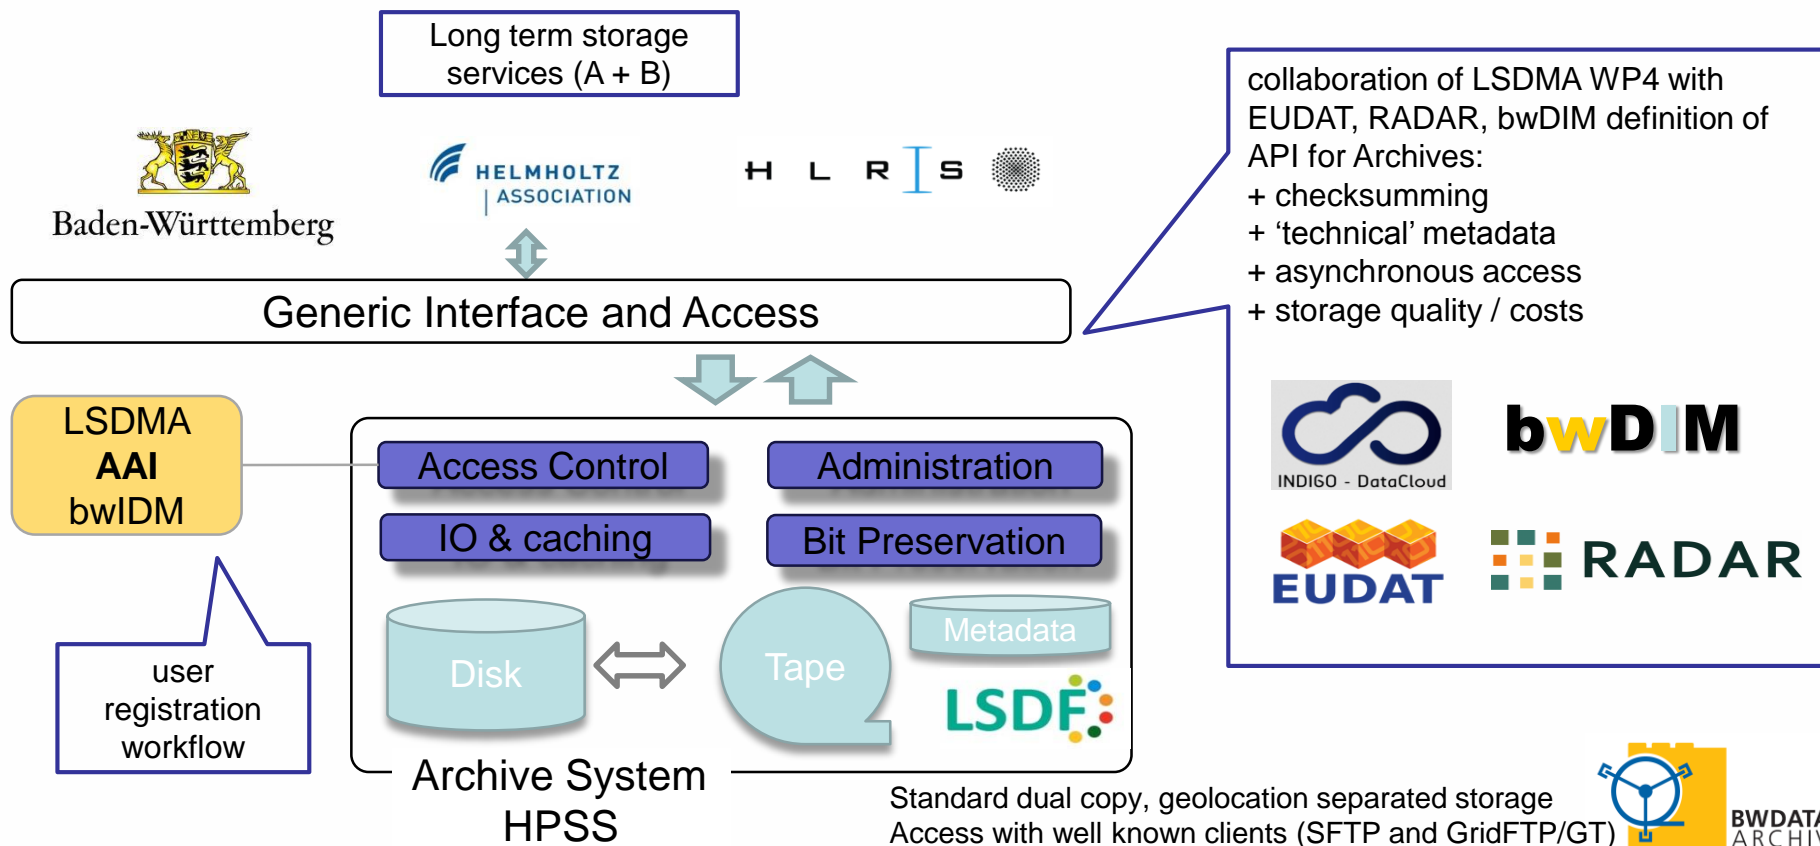 Long term storage
services (A + B)
Baden-Württemberg
HELMHOLTZ
ASSOCIATION
H L R I S
Generic Interface and Access
collaboration of LSDMA WP4 with
EUDAT, RADAR, bwDIM definition of
API for Archives:
+ checksumming
+ ‘technical’ metadata
+ asynchronous access
+ storage quality / costs
INDIGO - DataCloud
bwDIM
EUDAT
RADAR
LSDMA
AAI
bwIDM
user
registration
workflow
Access Control
Administration
IO & caching
Bit Preservation
Disk
Tape
Metadata
LSDF
Archive System
HPSS
Standard dual copy, geolocation separated storage
Access with well known clients (SFTP and GridFTP/GT)
BWDATA
ARCHIV